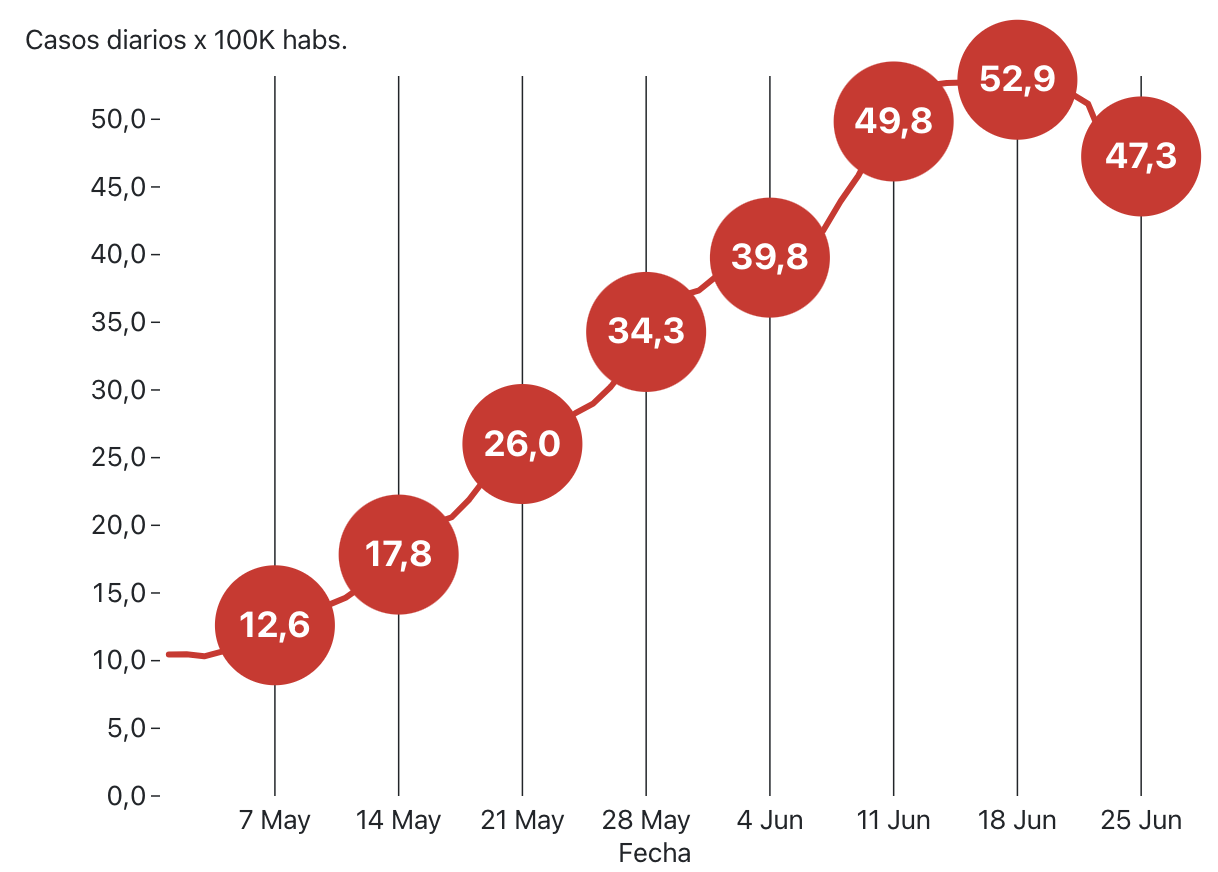 Casos diarios x 100K habs.
50,0
45,0
40,0
35,0
30,0
25,0
20,0
15,0
10,0
5,0
0,0
12,6
17,8
26,0
34,3
39,8
49,8
52,9
47,3
7 May
14 May
21 May
28 May
4 Jun
11 Jun
18 Jun
25 Jun
Fecha